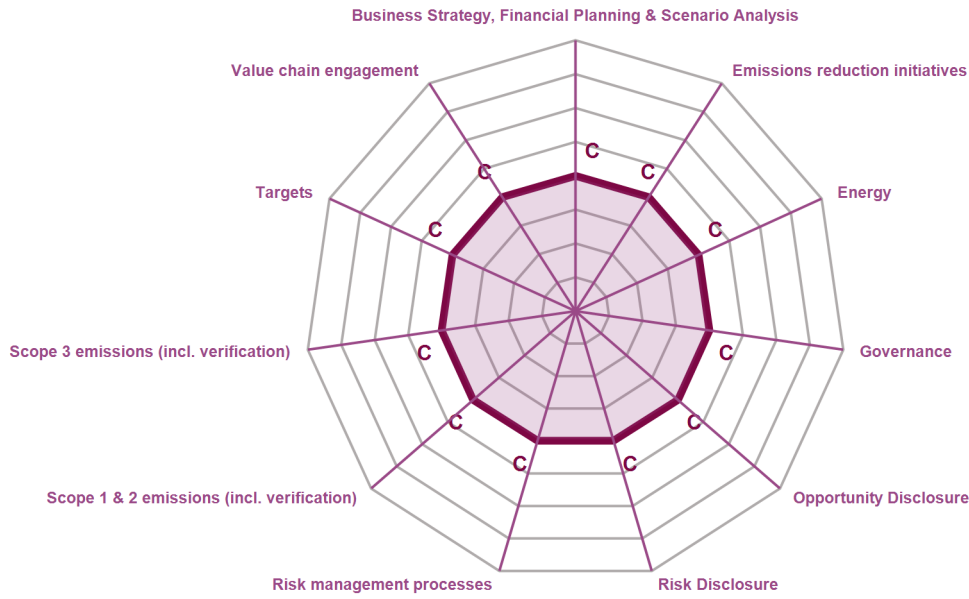 Business Strategy, Financial Planning & Scenario Analysis
Value chain engagement
Emissions reduction initiatives
C
C
C
Targets
Energy
C
C
Scope 3 emissions (incl. verification)
C
C
Governance
C
C
C
C
Scope 1 & 2 emissions (incl. verification)
Opportunity Disclosure
Risk management processes
Risk Disclosure